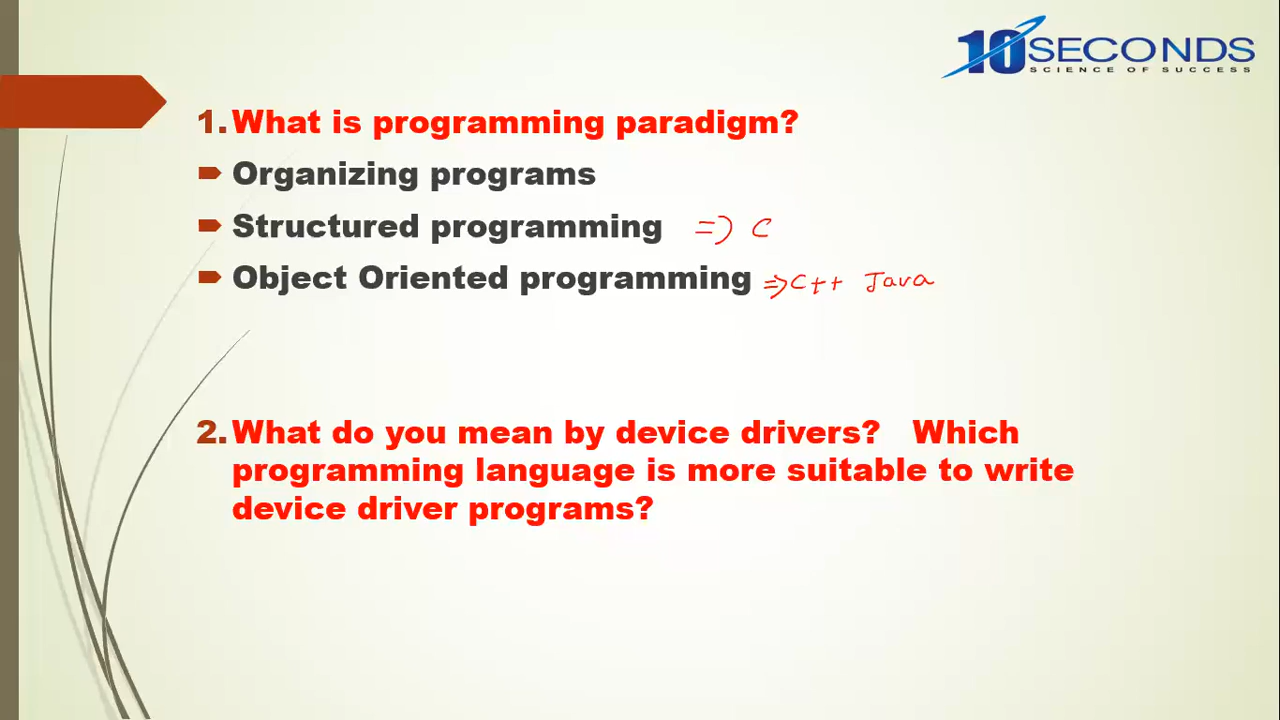 10SECONDS
SCIENCE OF SUCCESS
1. What is programming paradigm?
Organizing programs
Structured programming => C
Object Oriented programming => C++ Java
2. What do you mean by device drivers? Which
programming language is more suitable to write
device driver programs?